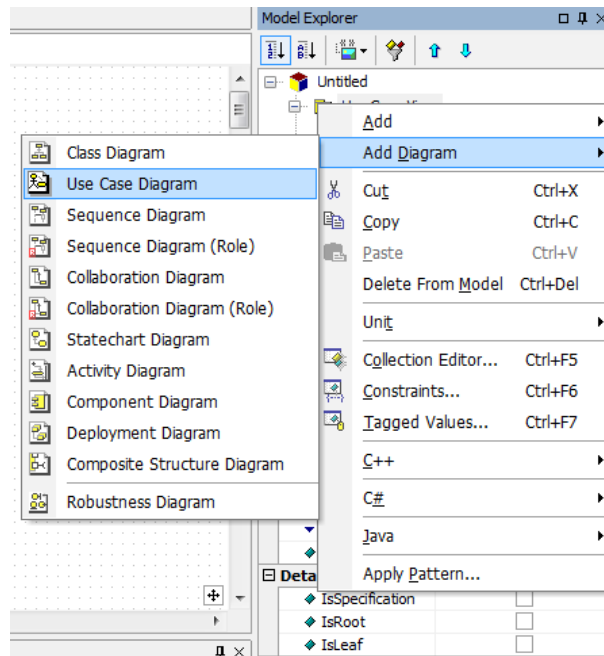 Model Explorer
Untitled
Add
Add Diagram
Cut Ctrl+X
Copy Ctrl+C
Paste Ctrl+V
Delete From Model Ctrl+Del
Unit
Collection Editor... Ctrl+F5
Constraints... Ctrl+F6
Tagged Values... Ctrl+F7
C++
C#
Java
Apply Pattern...
Class Diagram
Use Case Diagram
Sequence Diagram
Sequence Diagram (Role)
Collaboration Diagram
Collaboration Diagram (Role)
Statechart Diagram
Activity Diagram
Component Diagram
Deployment Diagram
Composite Structure Diagram
Robustness Diagram
Deta
IsSpecification
IsRoot
IsLeaf